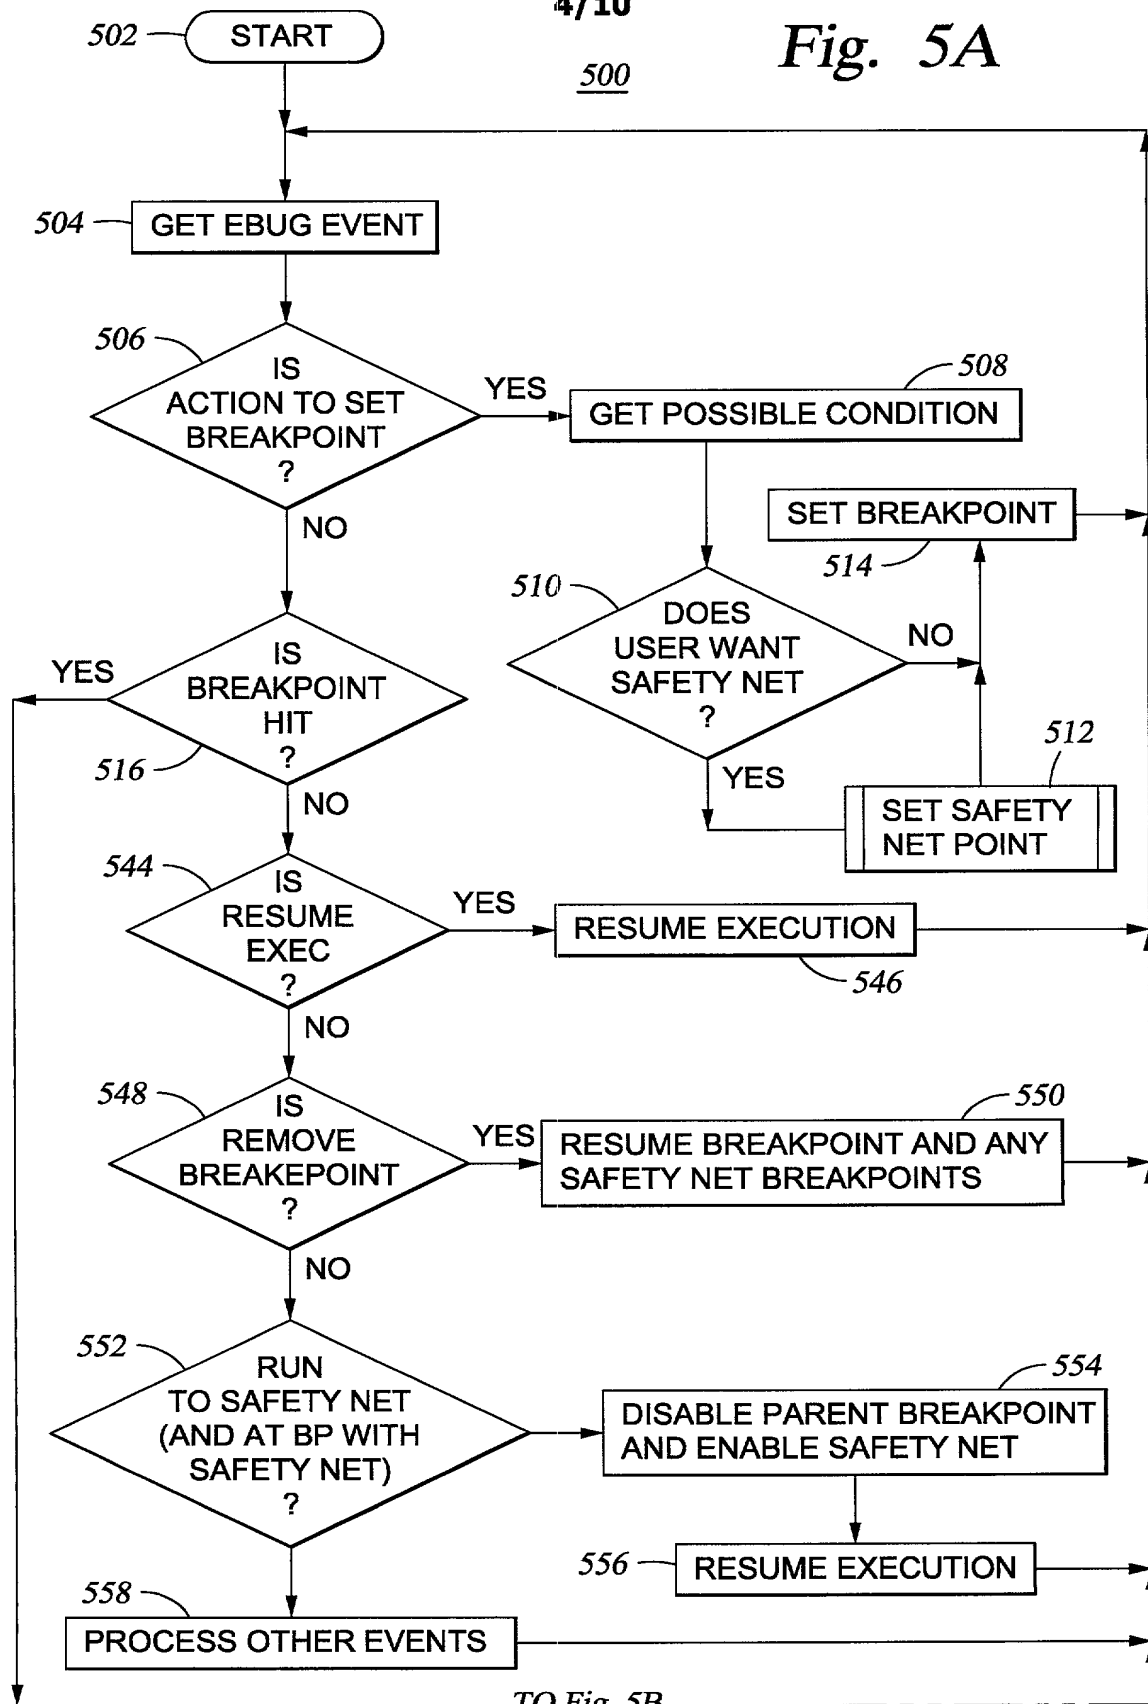 4/10
Fig. 5A
500
502
START
504
GET EBUG EVENT
506
IS
ACTION TO SET
BREAKPOINT
?
YES
NO
508
GET POSSIBLE CONDITION
SET BREAKPOINT
514
510
DOES
USER WANT
SAFETY NET
?
NO
YES
512
SET SAFETY
NET POINT
YES
IS
BREAKPOINT
HIT
?
516
NO
544
IS
RESUME
EXEC
?
YES
RESUME EXECUTION
546
NO
548
IS
REMOVE
BREAKEPOINT
?
YES
550
RESUME BREAKPOINT AND ANY
SAFETY NET BREAKPOINTS
NO
552
RUN
TO SAFETY NET
(AND AT BP WITH
SAFETY NET)
?
554
DISABLE PARENT BREAKPOINT
AND ENABLE SAFETY NET
556
RESUME EXECUTION
558
PROCESS OTHER EVENTS
TO Fig. 5B